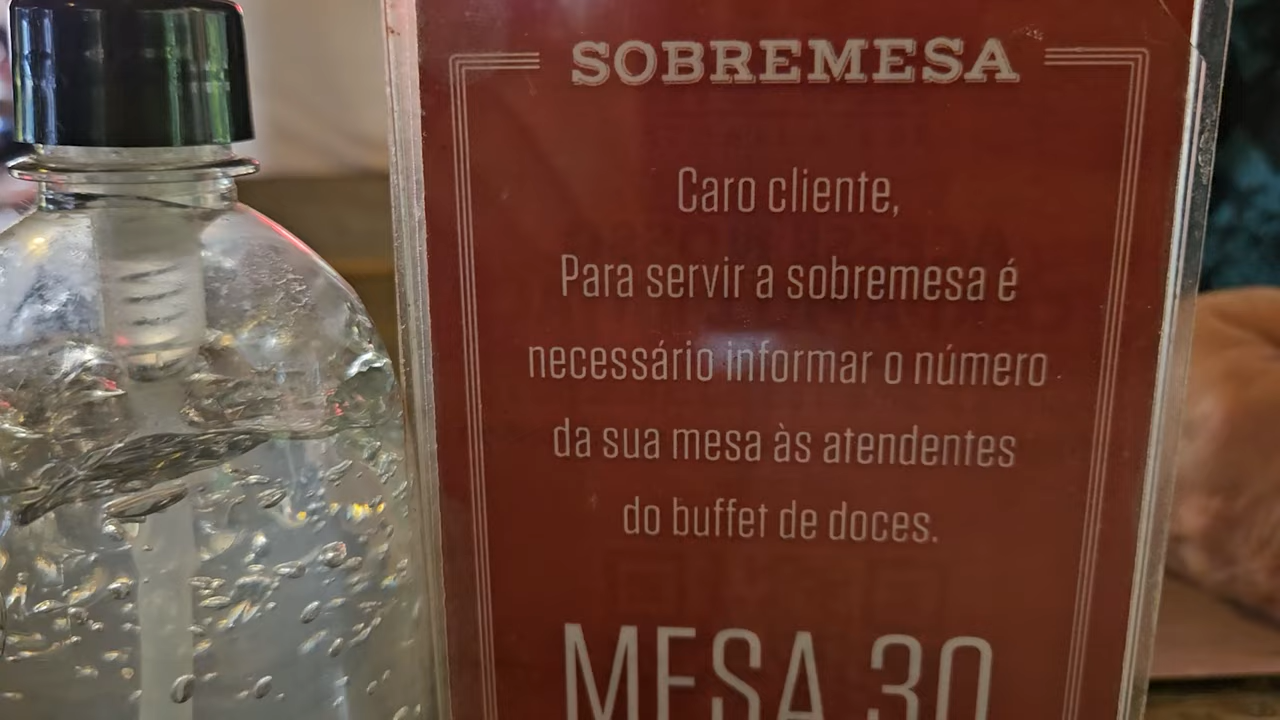 SOBREMESA
Caro cliente,
Para servir a sobremesa é
necessário informar o número
da sua mesa às atendentes
do buffet de doces.
MESA 30